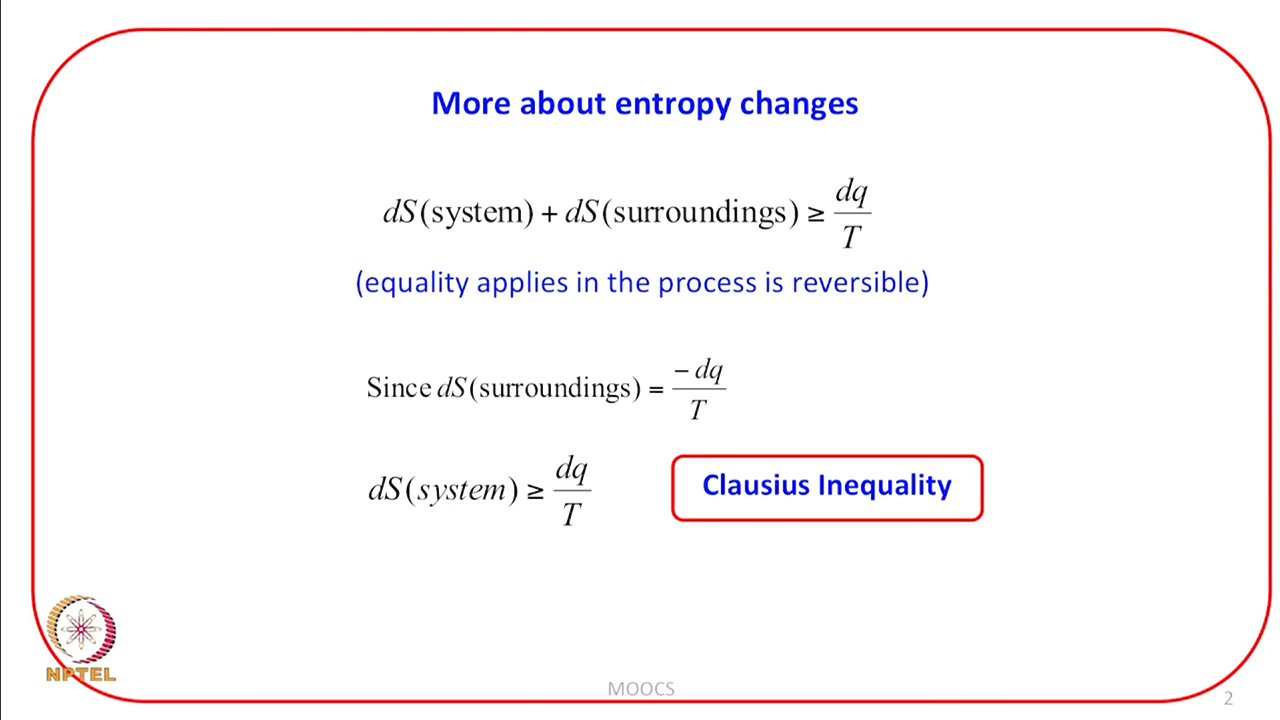 More about entropy changes
dS(system) + dS(surroundings) ≥ dq/T
(equality applies in the process is reversible)
Since dS(surroundings) = −dq/T
dS(system) ≥ dq/T
Clausius Inequality
NPTEL
MOOCS
2